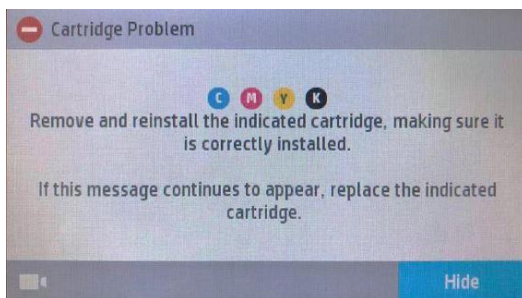 Cartridge Problem
C M Y K
Remove and reinstall the indicated cartridge, making sure it
is correctly installed.
If this message continues to appear, replace the indicated
cartridge.
Hide